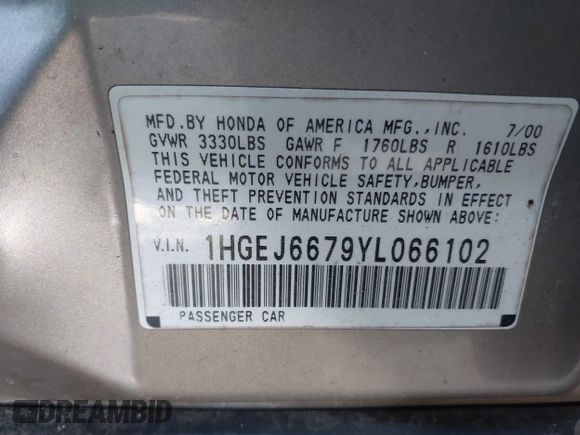 MFD.BY HONDA OF AMERICA MFG.,INC. 7/00
GVWR 3330LBS GAWR F 1760LBS R 1610LBS
THIS VEHICLE CONFORMS TO ALL APPLICABLE
FEDERAL MOTOR VEHICLE SAFETY,BUMPER,
AND THEFT PREVENTION STANDARDS IN EFFECT
ON THE DATE OF MANUFACTURE SHOWN ABOVE:
V.I.N. 1HGEJ6679YL066102
PASSENGER CAR
DREAMBID